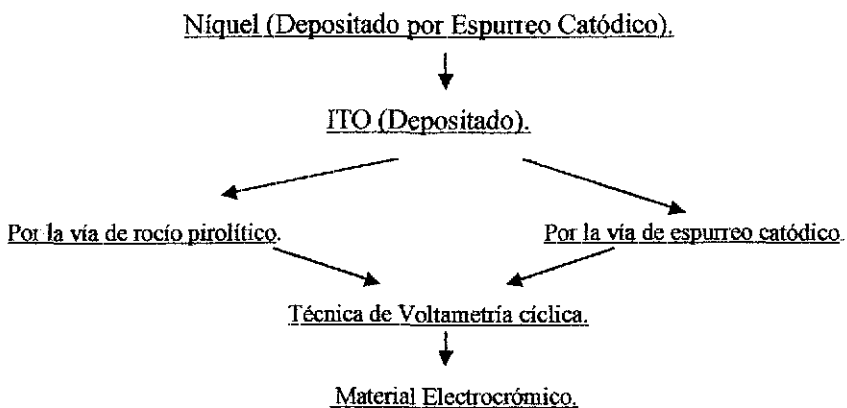 Níquel (Depositado por Espurreo Catódico).
ITO (Depositado).
Por la vía de rocío pirolítico.
Por la vía de espurreo catódico.
Técnica de Voltametría cíclica.
Material Electrocrómico.